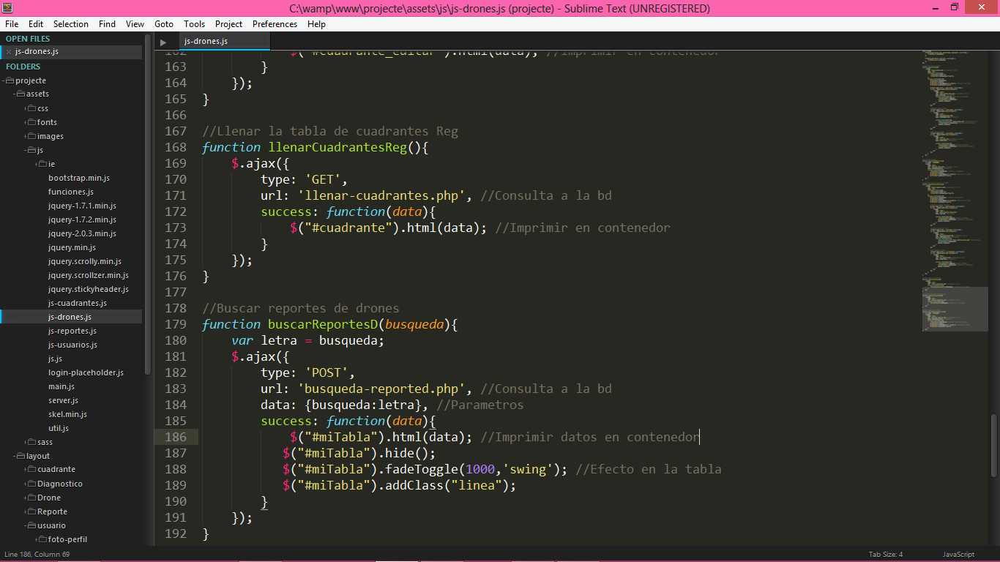 C:\wamp\www\projecte\assets\js\js-drones.js (projecte) - Sublime Text (UNREGISTERED)
File Edit Selection Find View Goto Tools Project Preferences Help
OPEN FILES
js-drones.js
FOLDERS
projecte
assets
css
fonts
images
js
ie
bootstrap.min.js
funciones.js
jquery-1.7.1.min.js
jquery-1.7.2.min.js
jquery-2.0.3.min.js
jquery.min.js
jquery.scrolly.min.js
jquery.scrollzer.min.js
jquery.stickyheader.js
js-cuadrantes.js
js-drones.js
js-reportes.js
js-usuarios.js
js.js
login-placeholder.js
main.js
server.js
skel.min.js
util.js
sass
layout
cuadrante
Diagnostico
Drone
Reporte
usuario
foto-perfil
js-drones.js
162 $("#cuadrante_editar").html(data); //Imprimir en contenedor
163 }
164 });
165 }
166
167 //Llenar la tabla de cuadrantes Reg
168 function llenarCuadrantesReg(){
169 $.ajax({
170 type: 'GET',
171 url: 'llenar-cuadrantes.php', //Consulta a la bd
172 success: function(data){
173 $("#cuadrante").html(data); //Imprimir en contenedor
174 }
175 });
176 }
177
178 //Buscar reportes de drones
179 function buscarReportesD(busqueda){
180 var letra = busqueda;
181 $.ajax({
182 type: 'POST',
183 url: 'busqueda-reported.php', //Consulta a la bd
184 data: {busqueda:letra}, //Parametros
185 success: function(data){
186 $("#miTabla").html(data); //Imprimir datos en contenedor
187 $("#miTabla").hide();
188 $("#miTabla").fadeToggle(1000,'swing'); //Efecto en la tabla
189 $("#miTabla").addClass("linea");
190 }
191 });
192 }
Line 186, Column 69
Tab Size: 4
JavaScript